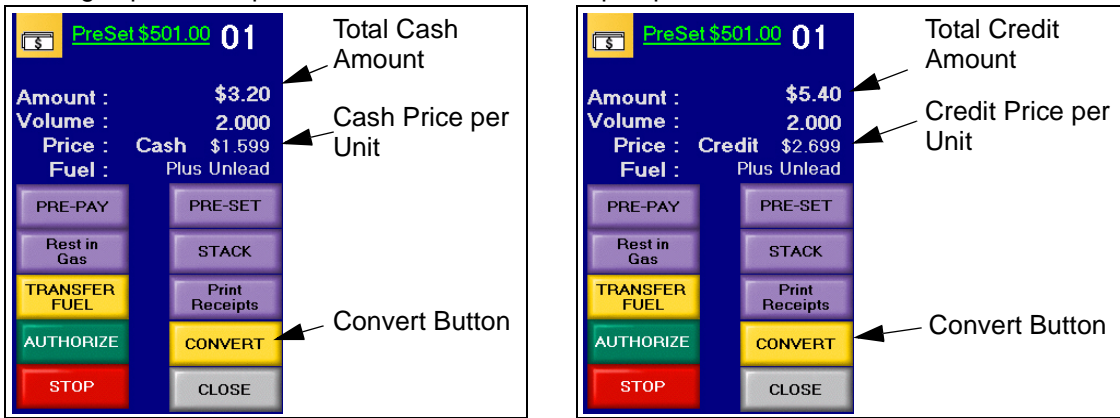 PreSet $501.00 01
Total Cash
Amount
Amount : $3.20
Volume : 2.000
Price : Cash $1.599
Fuel : Plus Unlead
Cash Price per
Unit
PRE-PAY PRE-SET
Rest in
Gas
STACK
TRANSFER
FUEL
Print
Receipts
AUTHORIZE CONVERT
Convert Button
STOP CLOSE
PreSet $501.00 01
Total Credit
Amount
Amount : $5.40
Volume : 2.000
Price : Credit $2.699
Fuel : Plus Unlead
Credit Price per
Unit
PRE-PAY PRE-SET
Rest in
Gas
STACK
TRANSFER
FUEL
Print
Receipts
AUTHORIZE CONVERT
Convert Button
STOP CLOSE